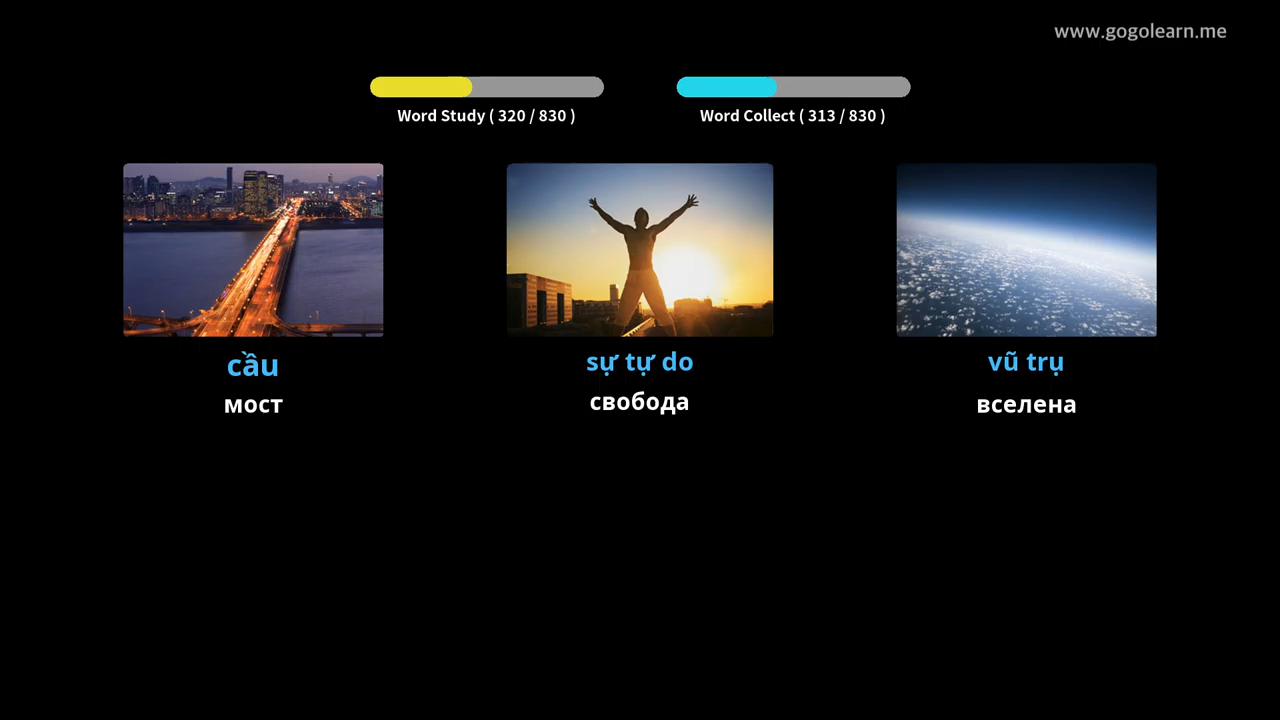 www.gogolearn.me
Word Study ( 320 / 830 )
Word Collect ( 313 / 830 )
cầu
мост
sự tự do
свобода
vũ trụ
вселена